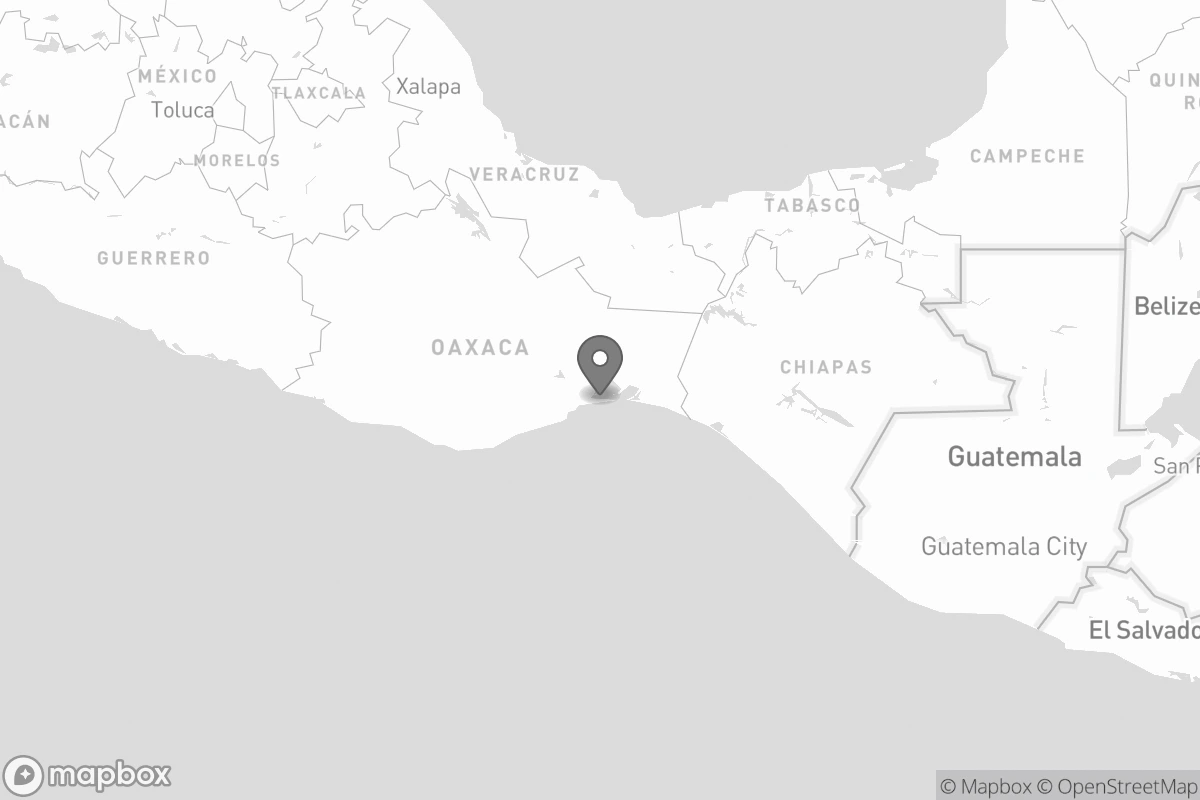 MÉXICO
Toluca
TLAXCALA
Xalapa
QUIN
RO
ACÁN
MORELOS
VERACRUZ
CAMPECHE
TABASCO
GUERRERO
Belize
OAXACA
CHIAPAS
Guatemala
San P
Guatemala City
El Salvado
mapbox
© Mapbox © OpenStreetMap